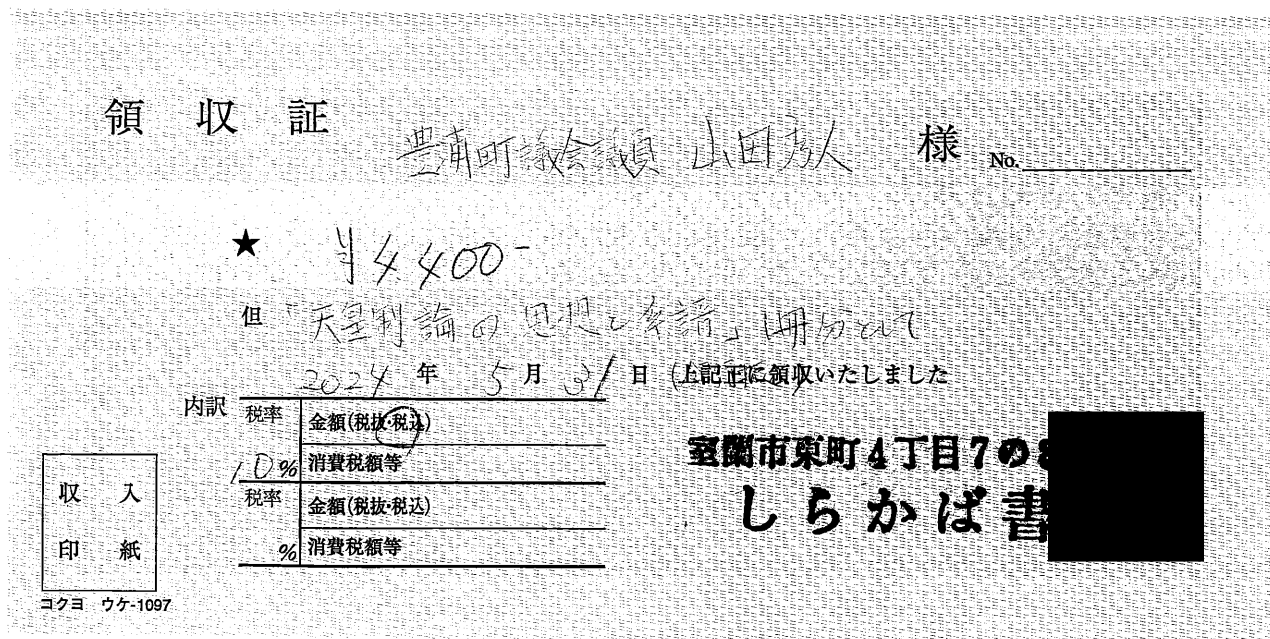 領収証 豊浦町議会議員 山田秀人 様 No.
★ ¥4,400-
但「天皇制論の思想と系譜」1冊分として
2024年5月31日 上記正に領収いたしました
内訳 税率 金額(税抜・税込)
10% 消費税額等
税率 金額(税抜・税込)
% 消費税額等
収入
印紙
室蘭市東町4丁目7の
しらかば書
コクヨ ウケ-1097